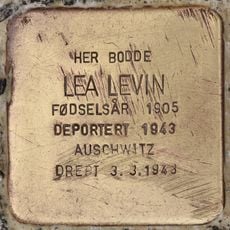 HER BODDE
LEA LEVIN
FØDSELSÅR 1905
DEPORTERT 1943
AUSCHWITZ
DREPT 3.3.1943